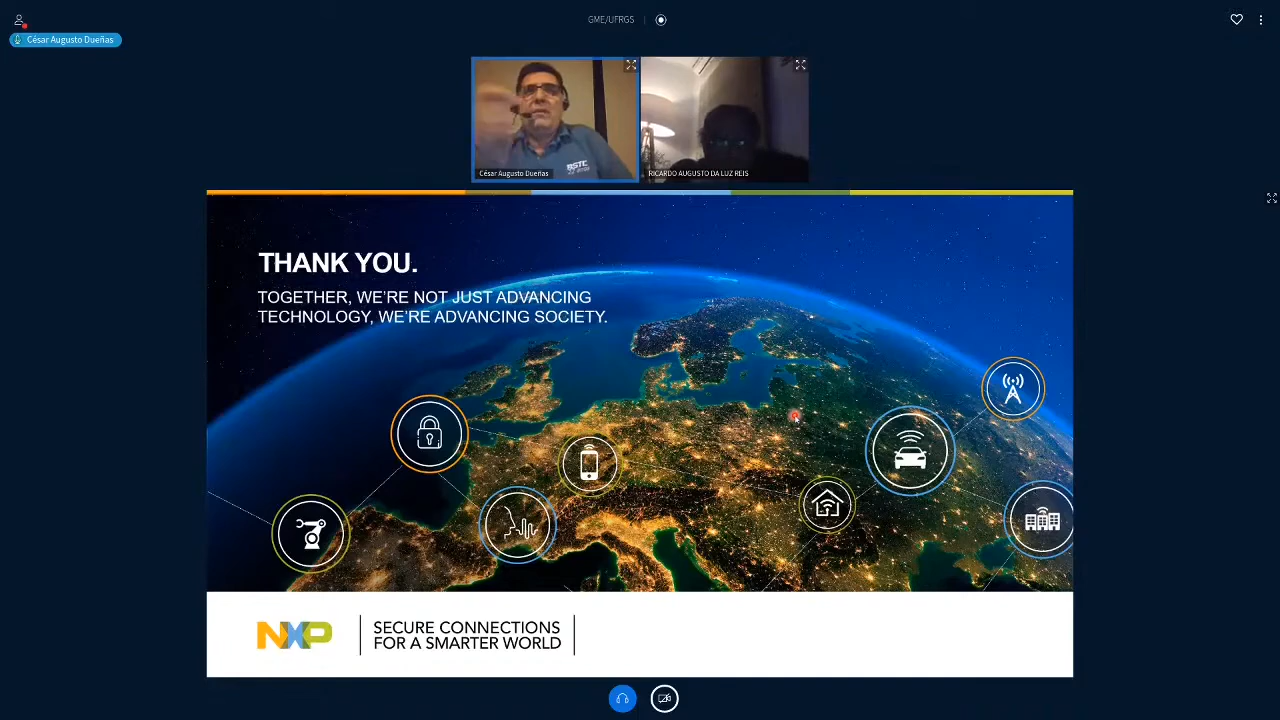 GME/UFRGS
César Augusto Dueñas
César Augusto Dueñas
RICARDO AUGUSTO DA LUZ REIS
THANK YOU.
TOGETHER, WE'RE NOT JUST ADVANCING
TECHNOLOGY, WE'RE ADVANCING SOCIETY.
NXP
SECURE CONNECTIONS
FOR A SMARTER WORLD